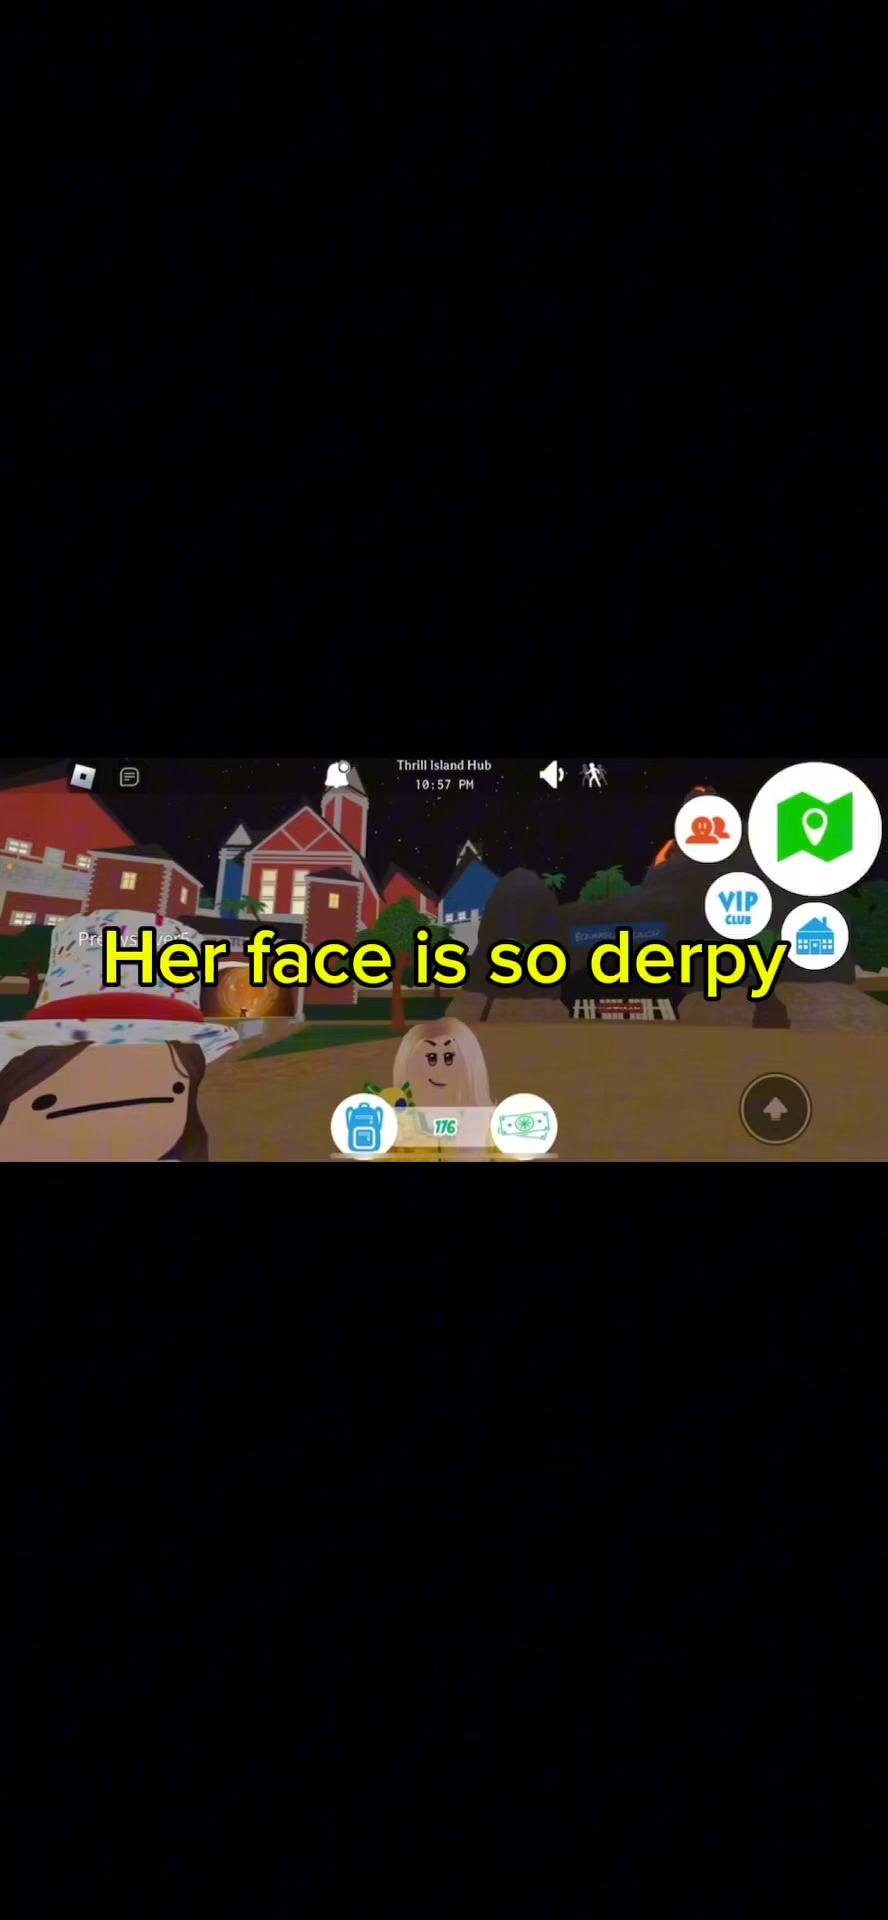 Thrill Island Hub
10:57 PM
VIP
CLUB
Her face is so derpy
176